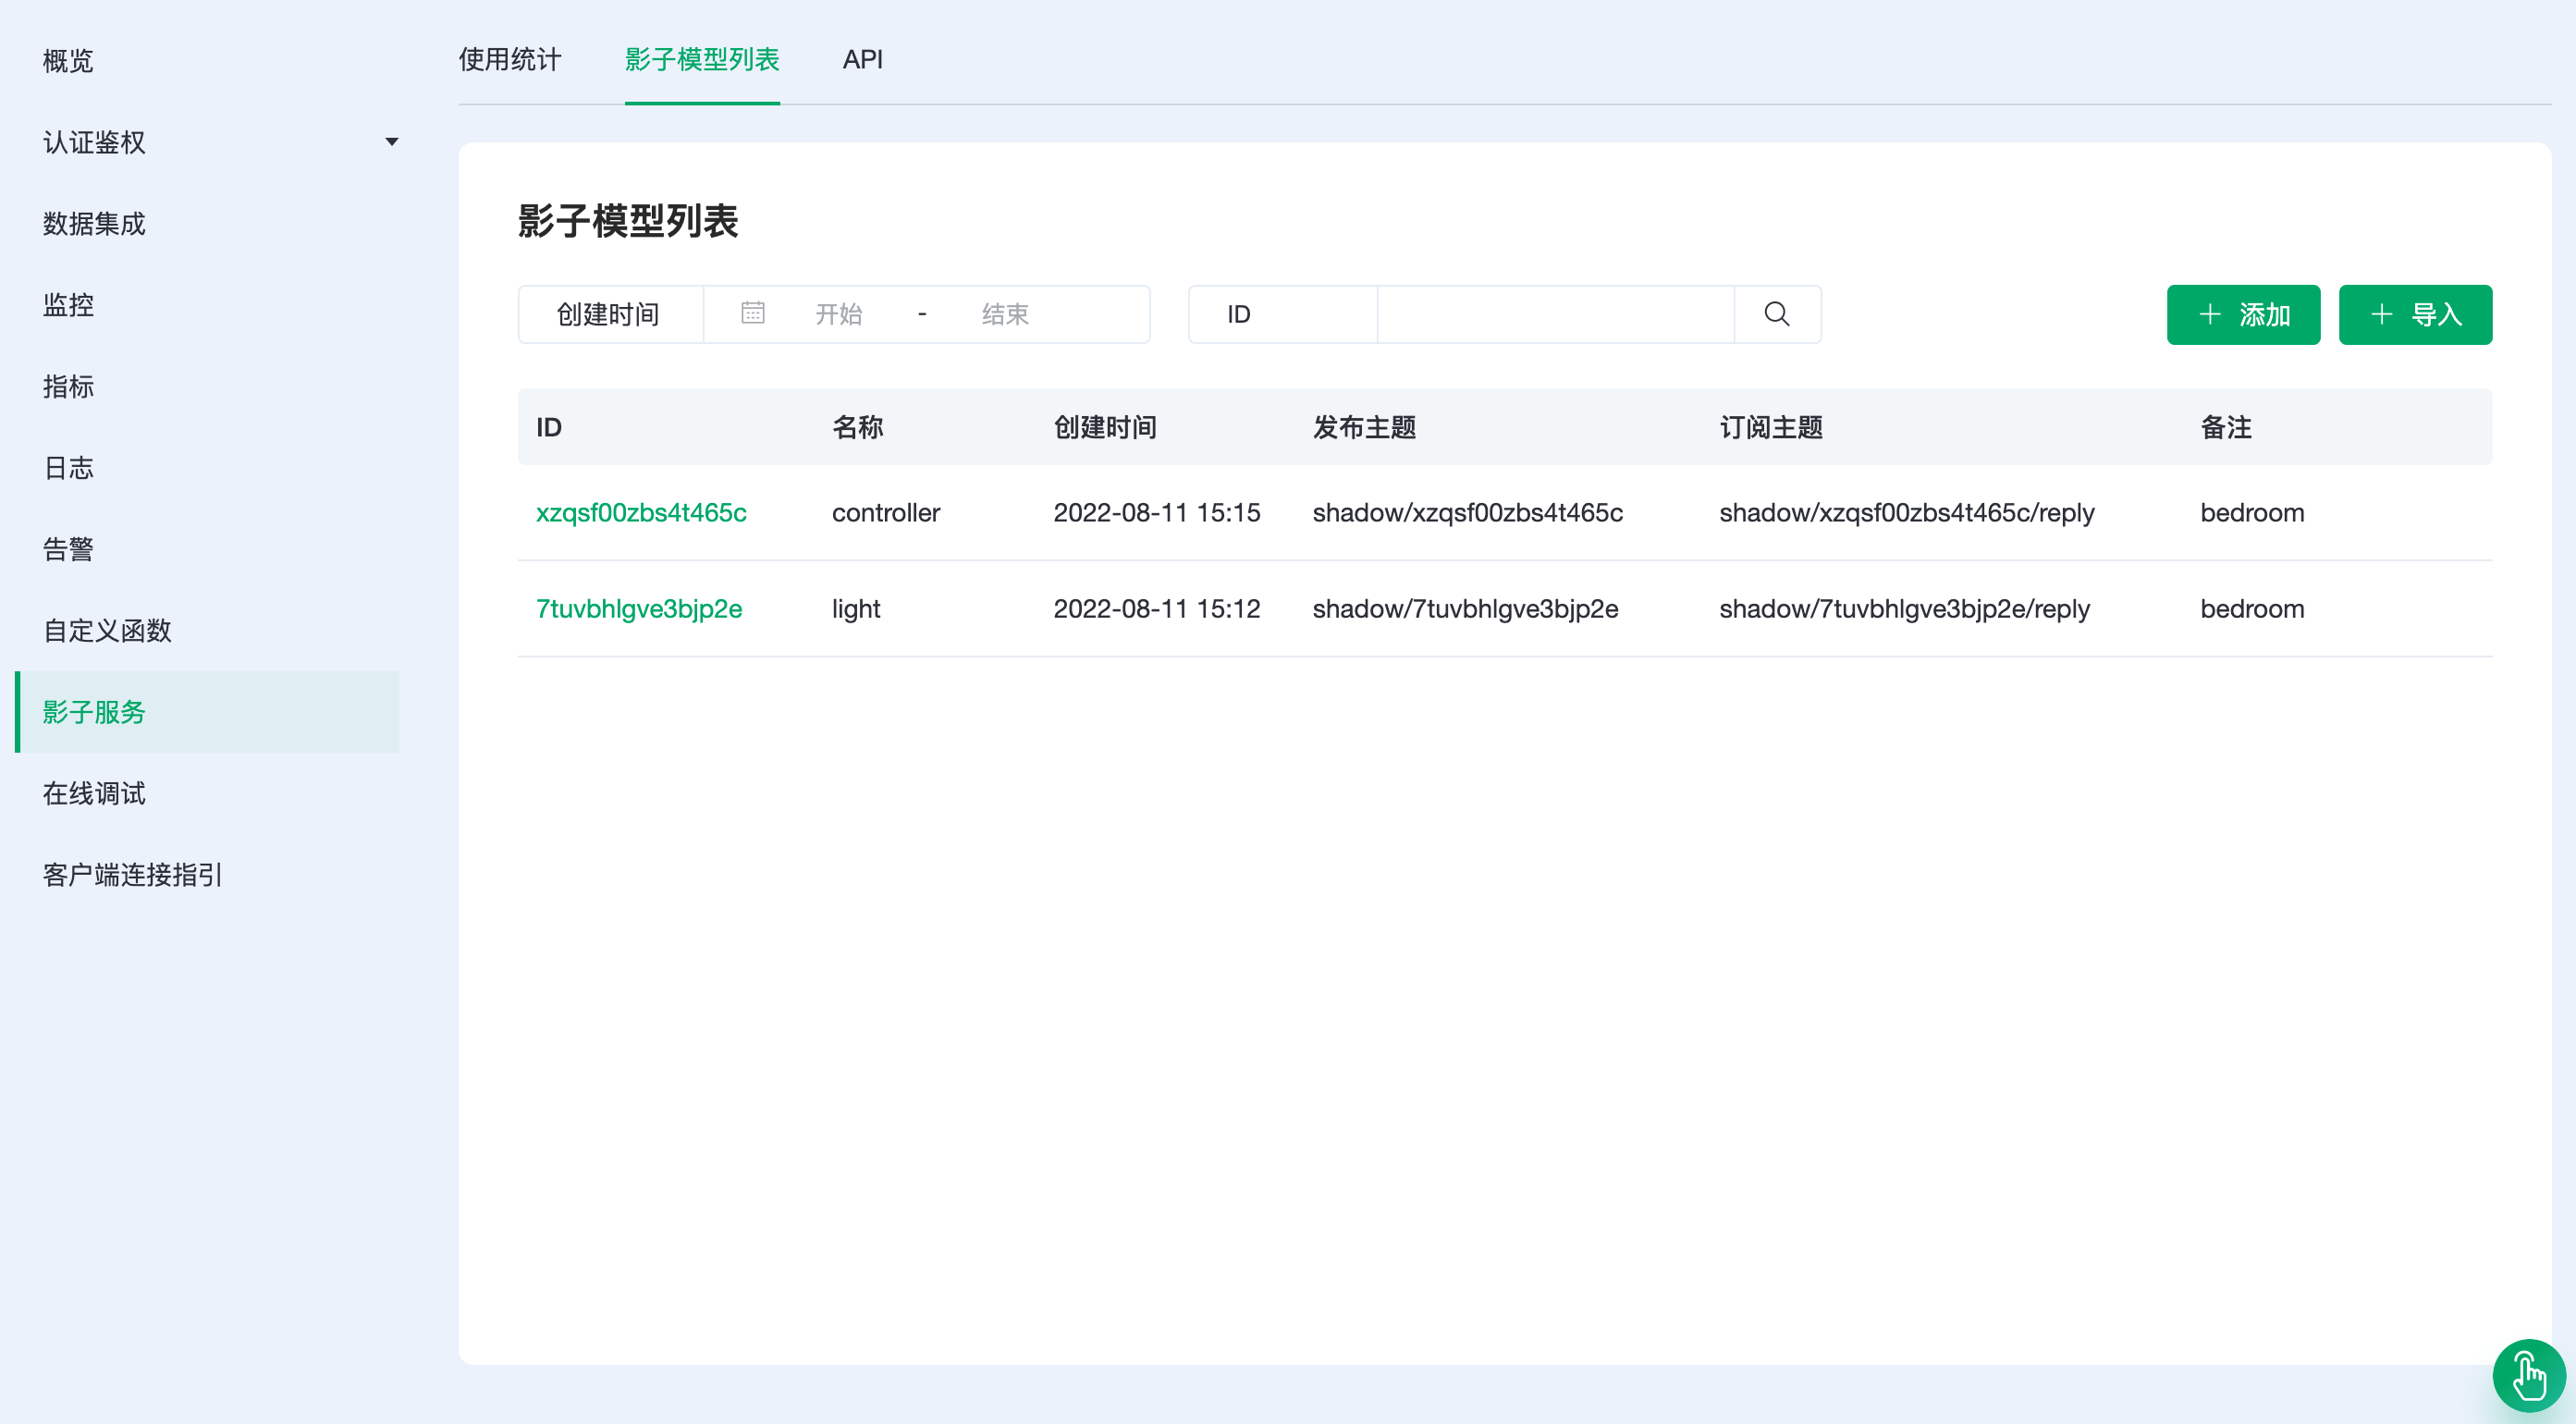 概览
认证鉴权
数据集成
监控
指标
日志
告警
自定义函数
影子服务
在线调试
客户端连接指引
使用统计 影子模型列表 API
影子模型列表
创建时间 开始 - 结束 ID 添加 导入
ID 名称 创建时间 发布主题 订阅主题 备注
xzqsf00zbs4t465c controller 2022-08-11 15:15 shadow/xzqsf00zbs4t465c shadow/xzqsf00zbs4t465c/reply bedroom
7tuvbhlgve3bjp2e light 2022-08-11 15:12 shadow/7tuvbhlgve3bjp2e shadow/7tuvbhlgve3bjp2e/reply bedroom